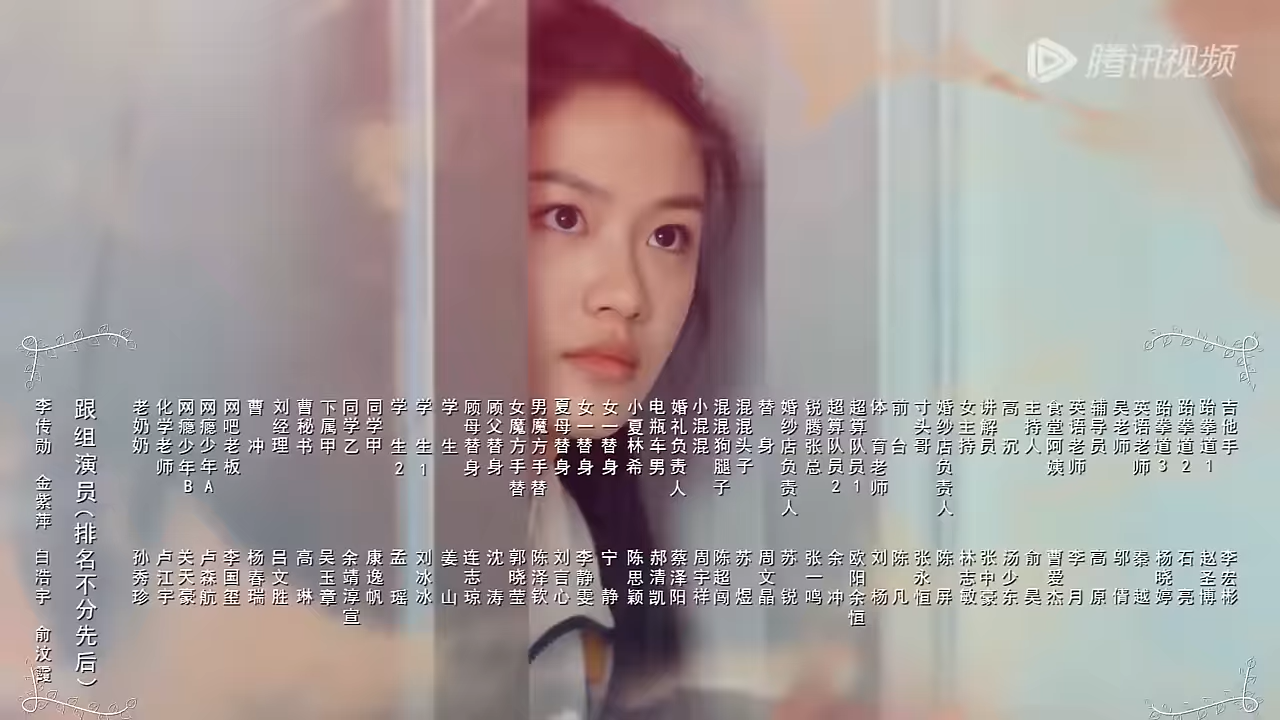 腾讯视频
吉他手 李宏彬
跆拳道1 赵圣博
跆拳道2 石亮
跆拳道3 杨晓婷
英语老师 秦越
吴老师 邬倩
辅导员 高原
英语老师 李月
食堂阿姨 曹爱杰
主持人 俞昊
高沉 汤少东
讲解员 张中豪
女主持 林志敏
婚纱店负责人 陈屏
寸头哥 张永恒
前台 陈几
体育老师 刘杨
超算队员1 欧阳余恒
超算队员2 余冲
锐腾张总 张一鸣
婚纱店负责人 苏锐
替身 周文晶
混混头子 苏煜
混混狗腿子 陈超闯
小混混 周宇祥
婚礼负责人 蔡泽阳
电瓶车男 郝清凯
小夏林希 陈思颖
女一替身 宁静
女一替身 李静雯
夏母替身 刘言心
男魔方手替 陈泽钦
女魔方手替 郭晓莹
顾父替身 沈涛
顾母替身 连志琼
学生 姜山
学生1 刘冰冰
学生2 孟瑶
同学甲 康逸帆
同学乙 余靖淳宣
下属甲 吴玉章
曹秘书 高
刘经理 吕文胜
曹冲 杨春瑞
网吧老板 李国玺
网瘾少年A 卢森航
网瘾少年B 关天豪
化学老师 卢江宇
老奶奶 孙秀珍
跟组演员（排名不分先后）
李传勋 金紫萍 白浩宇 俞汶霞